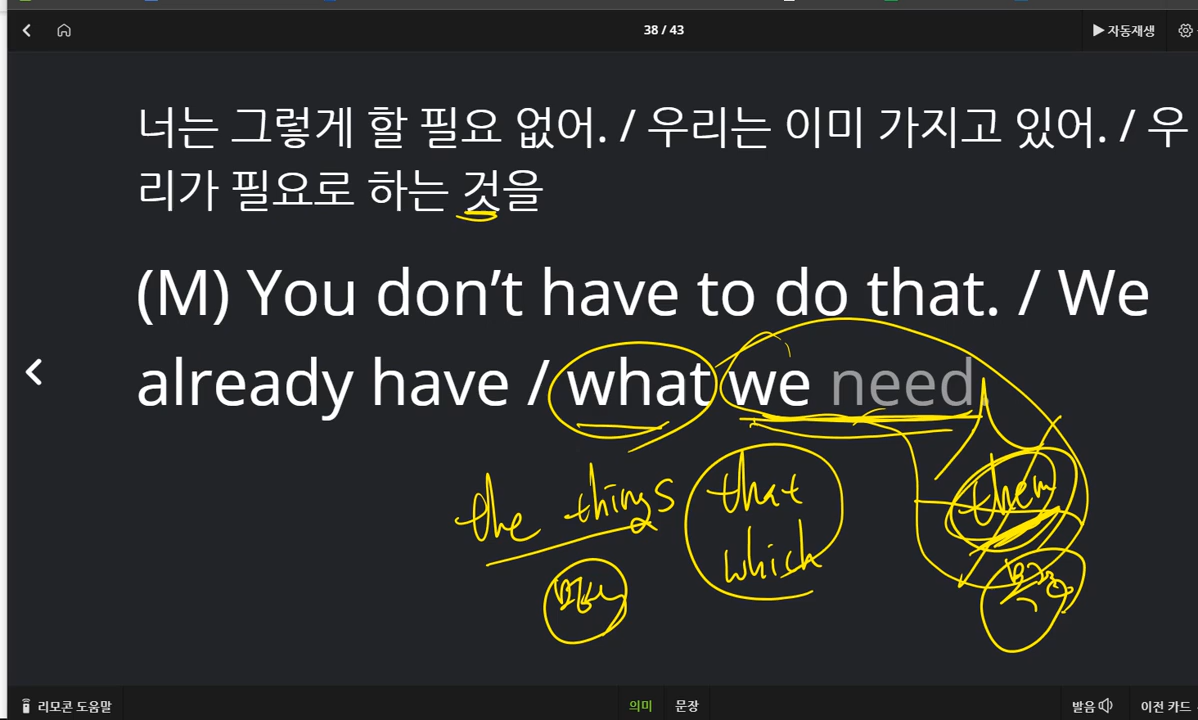 38 / 43
▶자동재생
너는 그렇게 할 필요 없어. / 우리는 이미 가지고 있어. / 우
리가 필요로 하는 것을
(M) You don’t have to do that. / We
already have / what we need.
the things that
which
them
리모콘 도움말
의미
문장
발음
이전 카드